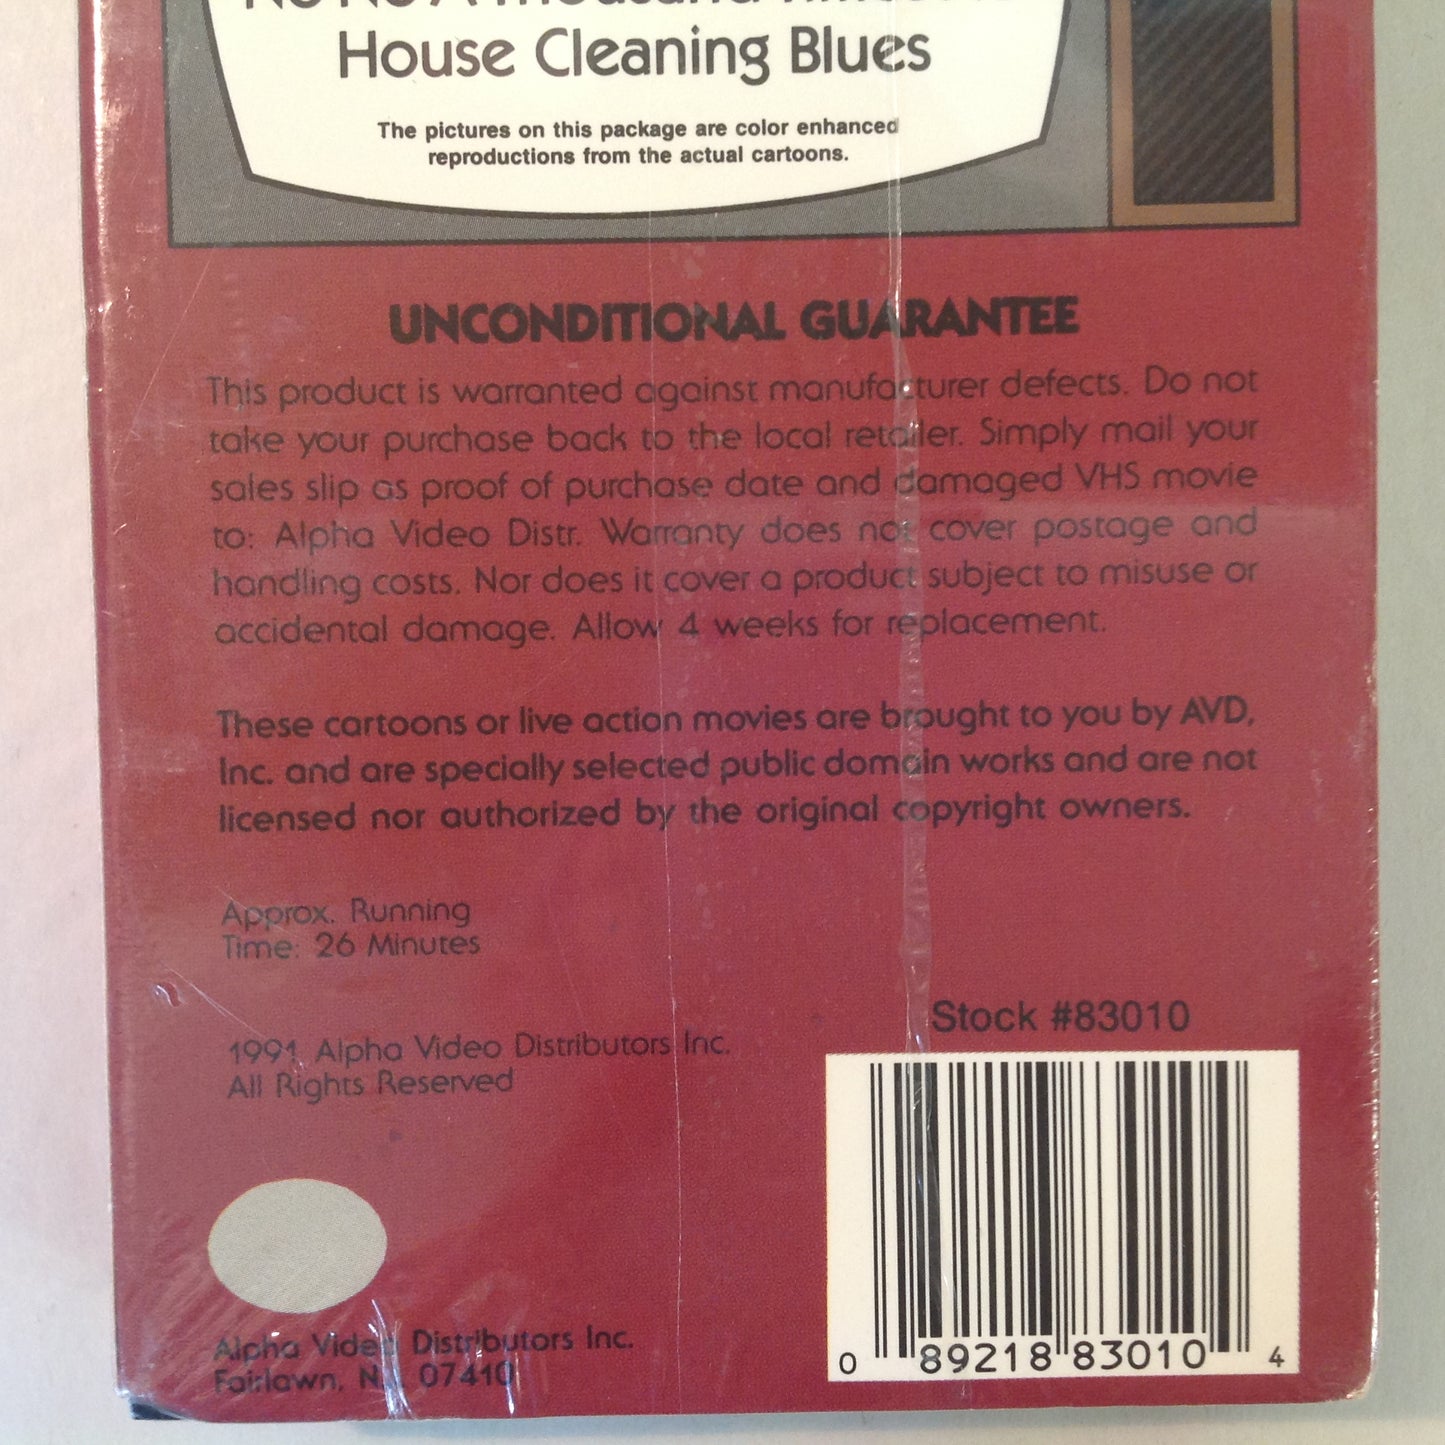 House Cleaning Blues
The pictures on this package are color enhanced
reproductions from the actual cartoons.
UNCONDITIONAL GUARANTEE
This product is warranted against manufacturer defects. Do not
take your purchase back to the local retailer. Simply mail your
sales slip as proof of purchase date and damaged VHS movie
to: Alpha Video Distr. Warranty does not cover postage and
handling costs. Nor does it cover a product subject to misuse or
accidental damage. Allow 4 weeks for replacement.
These cartoons or live action movies are brought to you by AVD,
Inc. and are specially selected public domain works and are not
licensed nor authorized by the original copyright owners.
Approx. Running
Time: 26 Minutes
Stock #83010
1991 Alpha Video Distributors Inc.
All Rights Reserved
0 89218 83010 4
Alpha Video Distributors Inc.
Fairlawn, NJ 07410